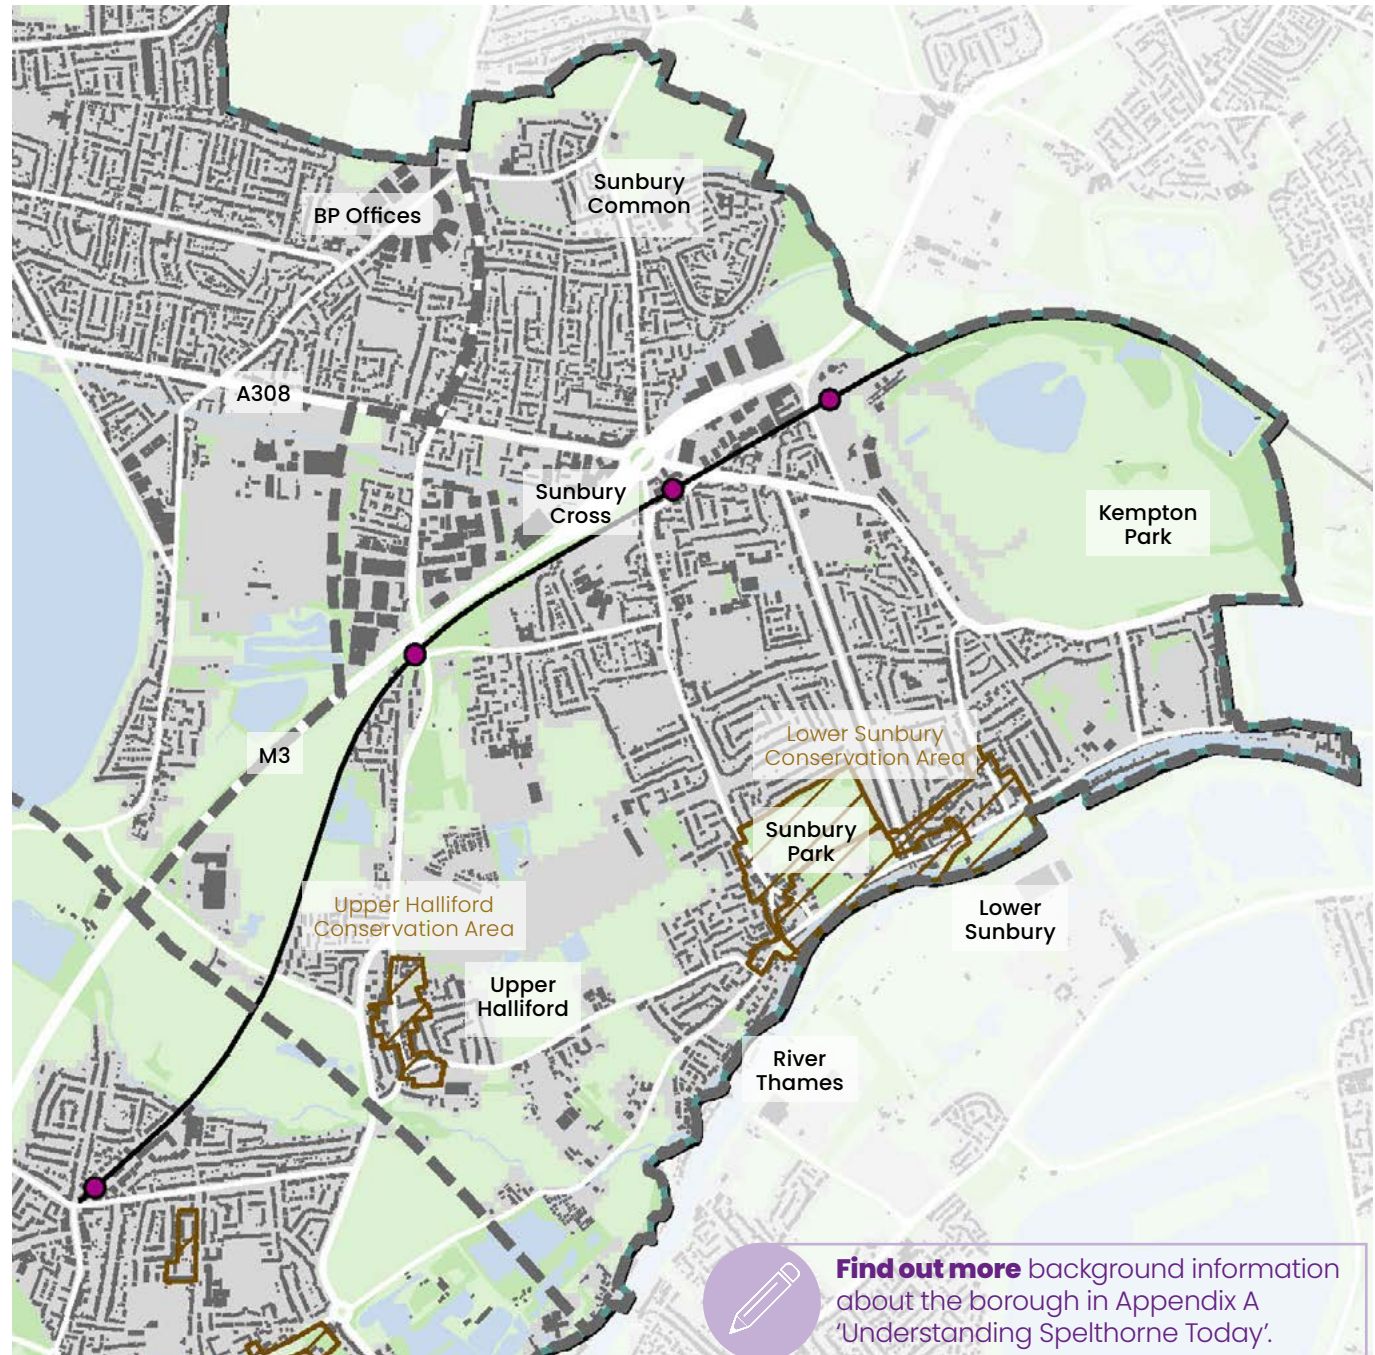 Sunbury
Common
BP Offices
A308
Sunbury
Cross
Kempton
Park
Lower Sunbury
Conservation Area
M3
Sunbury
Park
Upper Halliford
Conservation Area
Lower
Sunbury
Upper
Halliford
River
Thames
Find out more background information
about the borough in Appendix A
‘Understanding Spelthorne Today’.